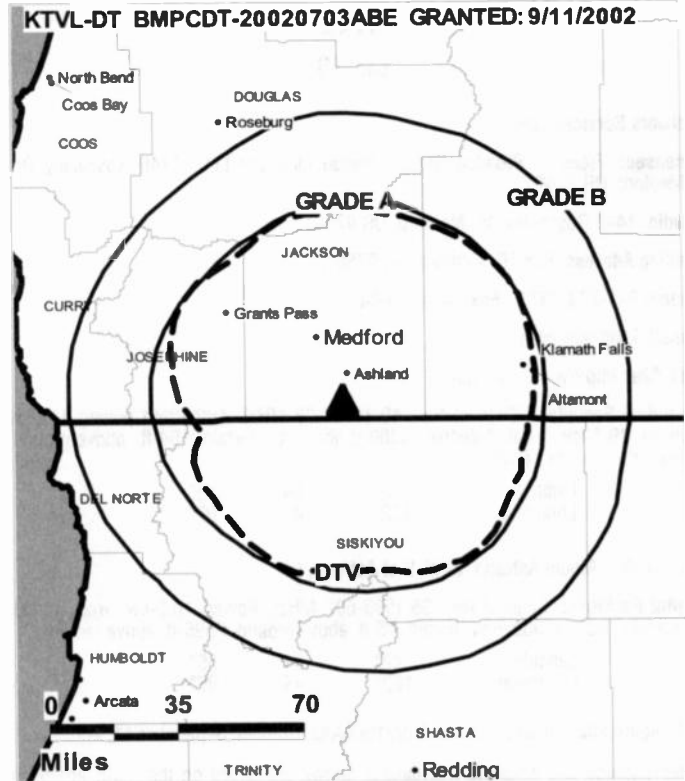 KTVL-DT BMPCDT-20020703ABE GRANTED: 9/11/2002
North Bend
Coos Bay
DOUGLAS
Roseburg
COOS
GRADE A
GRADE B
JACKSON
CURRY
Grants Pass
Medford
JOSEPHINE
Klamath Falls
Ashland
Altamont
DEL NORTE
SISKIYOU
DTV
HUMBOLDT
Arcata
0 35 70
Miles
SHASTA
TRINITY
Redding